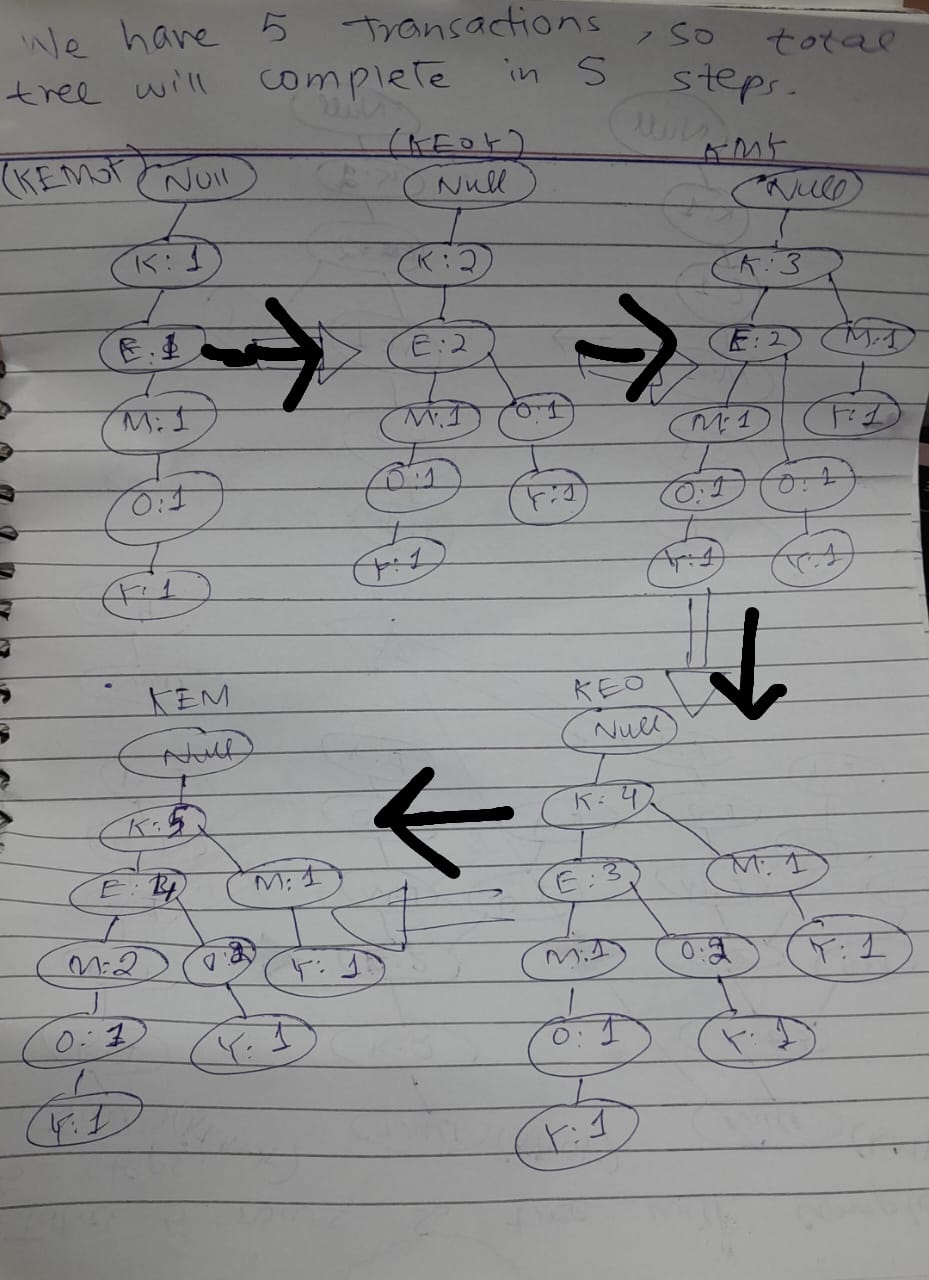 We have 5 Transactions, so total
tree will complete in 5 steps.
(KEMOY)
Null
K:1
E:1
M:1
O:1
Y:1
(KEOY)
Null
K:2
E:2
M:1
O:1
O:1
Y:1
Y:1
KMY
Null
K:3
E:2
M:1
M:1
Y:1
O:1
O:1
Y:1
Y:1
KEO
Null
K:4
E:3
M:1
M:1
O:2
Y:1
O:1
Y:1
Y:1
KEM
Null
K:5
E:4
M:1
M:2
O:2
Y:1
O:1
Y:1
Y:1